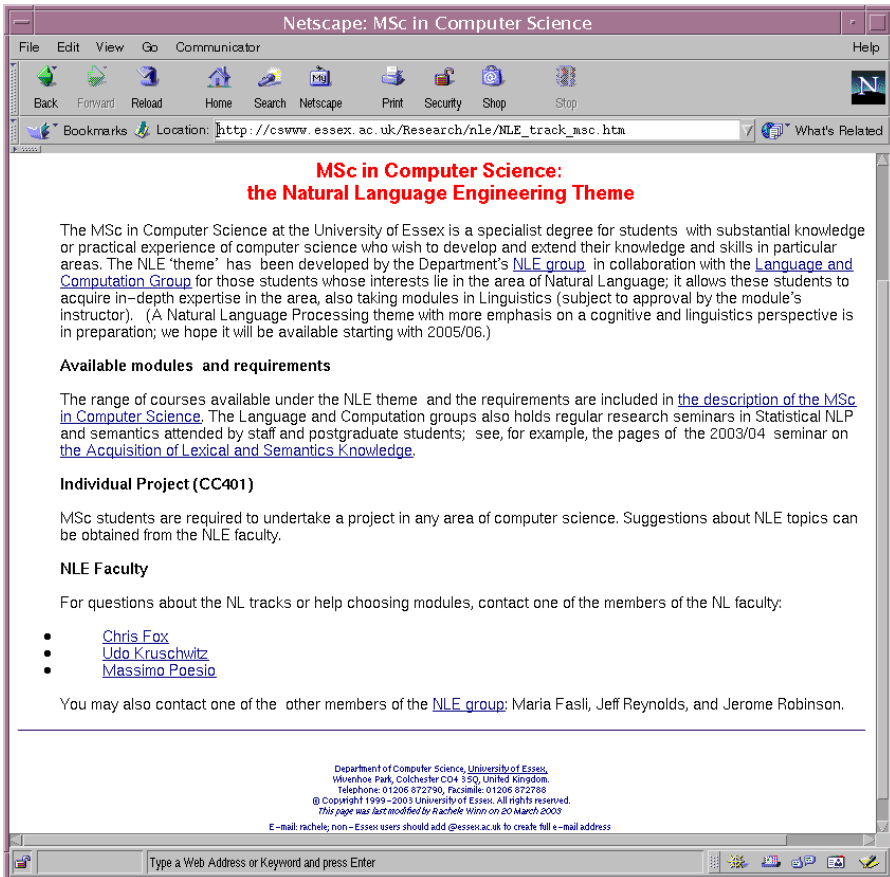 Netscape: MSc in Computer Science
File Edit View Go Communicator Help
Back Forward Reload Home Search Netscape Print Security Shop Stop
My
N
Bookmarks Location: http://cswww.essex.ac.uk/Research/nle/NLE_track_msc.htm What's Related
MSc in Computer Science:
the Natural Language Engineering Theme
The MSc in Computer Science at the University of Essex is a specialist degree for students with substantial knowledge
or practical experience of computer science who wish to develop and extend their knowledge and skills in particular
areas. The NLE 'theme' has been developed by the Department's NLE group in collaboration with the Language and
Computation Group for those students whose interests lie in the area of Natural Language; it allows these students to
acquire in-depth expertise in the area, also taking modules in Linguistics (subject to approval by the module's
instructor). (A Natural Language Processing theme with more emphasis on a cognitive and linguistics perspective is
in preparation; we hope it will be available starting with 2005/06.)
Available modules and requirements
The range of courses available under the NLE theme and the requirements are included in the description of the MSc
in Computer Science. The Language and Computation groups also holds regular research seminars in Statistical NLP
and semantics attended by staff and postgraduate students; see, for example, the pages of the 2003/04 seminar on
the Acquisition of Lexical and Semantics Knowledge.
Individual Project (CC401)
MSc students are required to undertake a project in any area of computer science. Suggestions about NLE topics can
be obtained from the NLE faculty.
NLE Faculty
For questions about the NL tracks or help choosing modules, contact one of the members of the NL faculty:
• Chris Fox
• Udo Kruschwitz
• Massimo Poesio
You may also contact one of the other members of the NLE group: Maria Fasli, Jeff Reynolds, and Jerome Robinson.
Department of Computer Science, University of Essex,
Wivenhoe Park, Colchester CO4 3SQ, United Kingdom.
Telephone: 01206 872790, Facsimile: 01206 872788
© Copyright 1999-2003 University of Essex. All rights reserved.
This page was last modified by Rachele Winn on 20 March 2003
E-mail: rachele; non-Essex users should add @essex.ac.uk to create full e-mail address
Type a Web Address or Keyword and press Enter